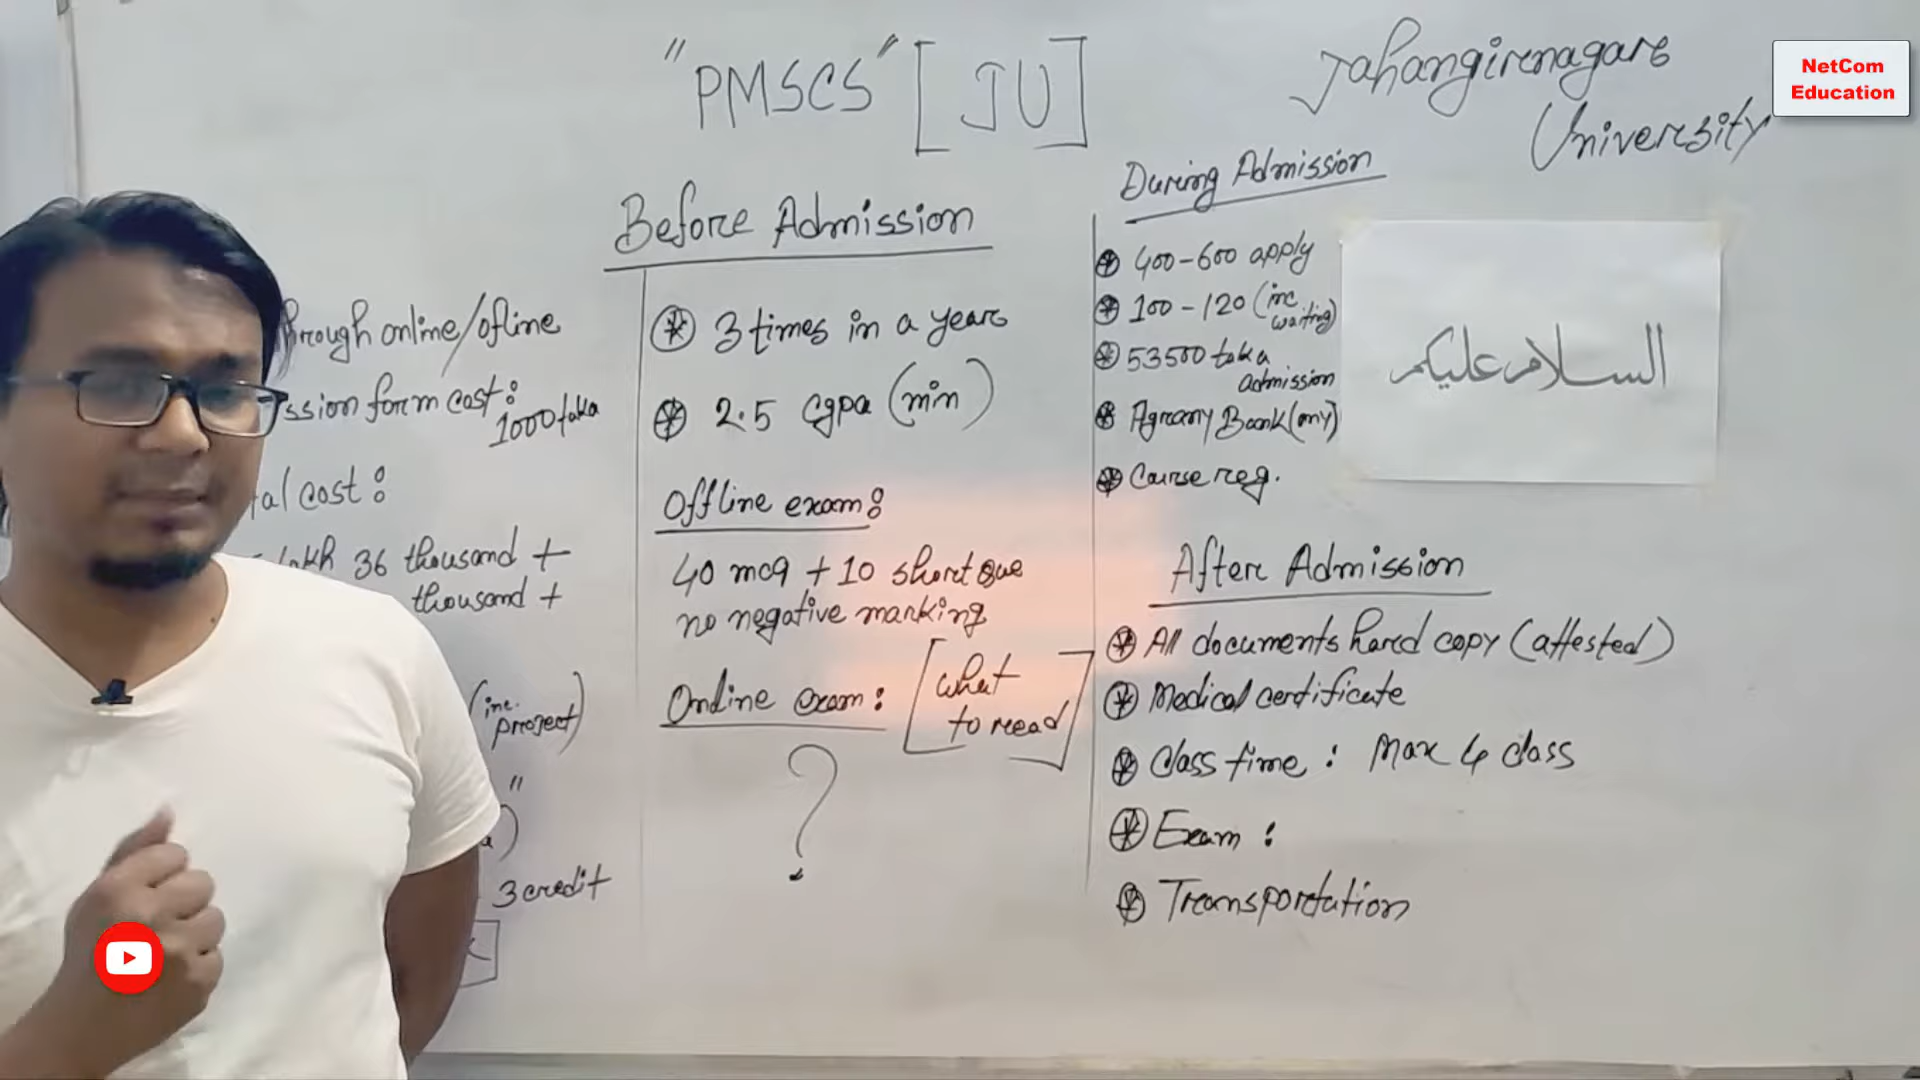 "PMSCS" [JU]
Jahangirnagar
University
NetCom
Education
through online/ofline
ssion form cost:
1000 taka
tal cost:
lakh 36 thousand +
thousand +
(inc.
project)
3 credit
Before Admission
3 times in a year
2.5 cgpa (min)
Offline exam:
40 mcq + 10 short que
no negative marking
Online exam:
[what
to read]
?
During Admission
400-600 apply
100-120 (inc
waiting)
53500 taka
admission
Agrany Bank (any)
Course reg.
After Admission
All documents hard copy (attested)
Medical certificate
Class time: Max 4 class
Exam:
Transportation
السلام عليكم